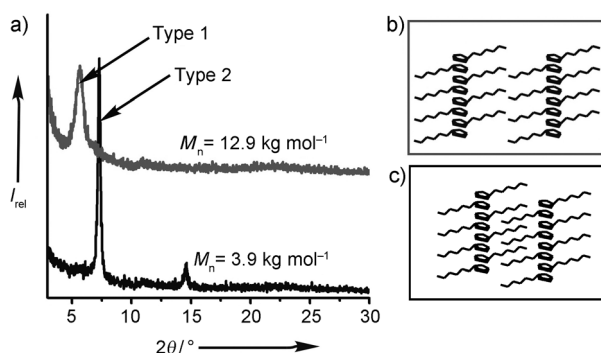 a)
Type 1
Type 2
Mn = 12.9 kg mol⁻¹
Irel
Mn = 3.9 kg mol⁻¹
5 10 15 20 25 30
2θ/°
b)
c)